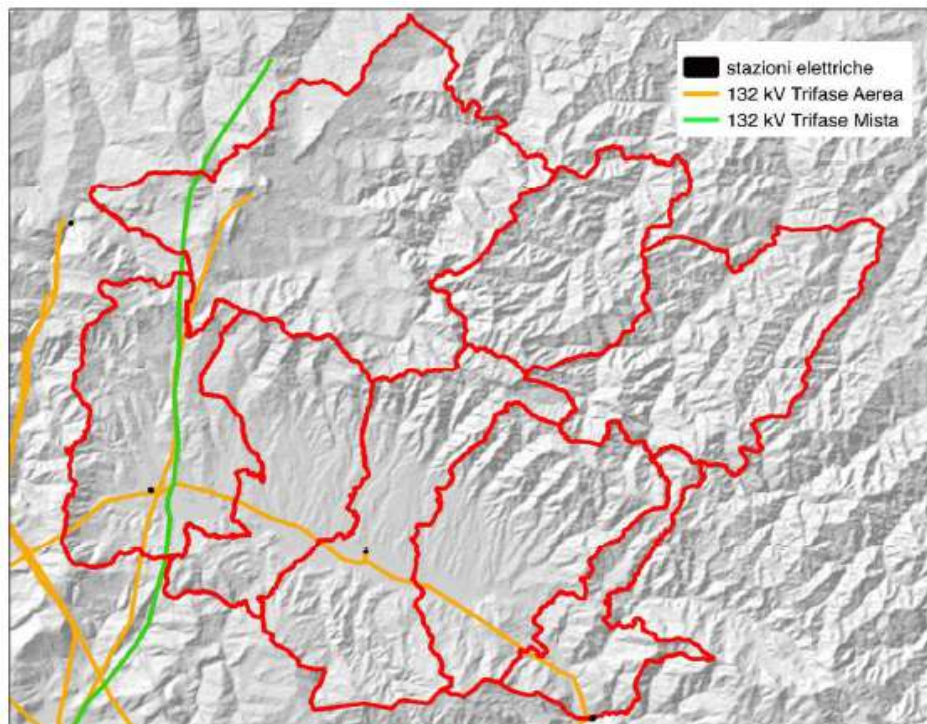 stazioni elettriche
132 kV Trifase Aerea
132 kV Trifase Mista